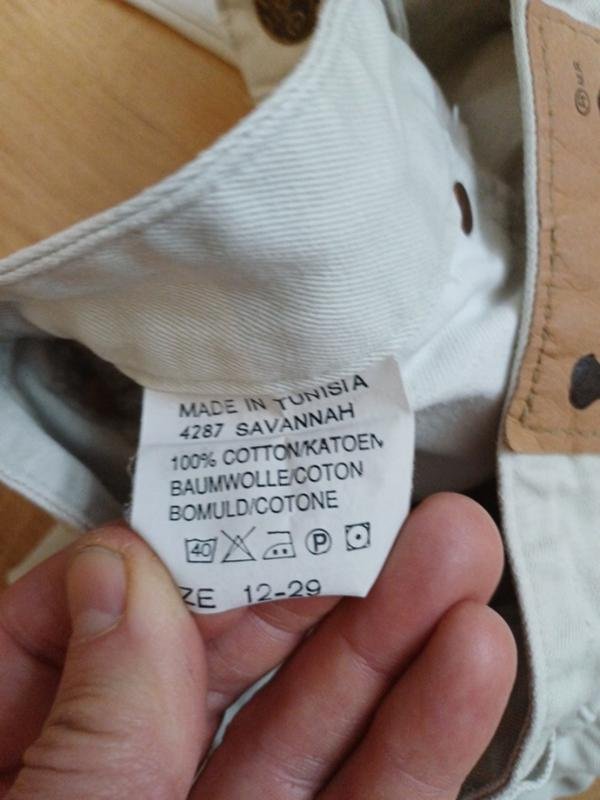 MADE IN TUNISIA
4287 SAVANNAH
100% COTTON/KATOEN
BAUMWOLLE/COTON
BOMULD/COTONE
40 P
ZE 12-29